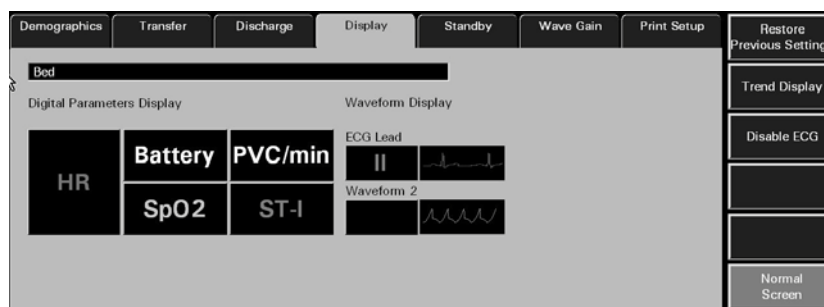 Demographics
Transfer
Discharge
Display
Standby
Wave Gain
Print Setup
Bed
Digital Parameters Display
Waveform Display
HR
Battery
PVC/min
SpO2
ST-I
ECG Lead
II
Waveform 2
Restore
Previous Setting
Trend Display
Disable ECG
Normal
Screen